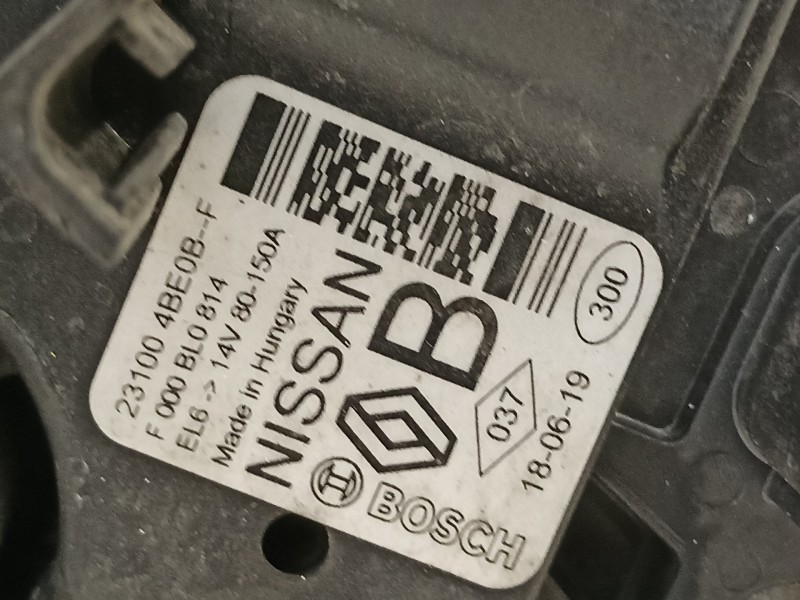 23100 4BE0B--F
F 000 BL0 814
EL6 -> 14V 80-150A
Made in Hungary
NISSAN
B
BOSCH
300
037
18-06-19